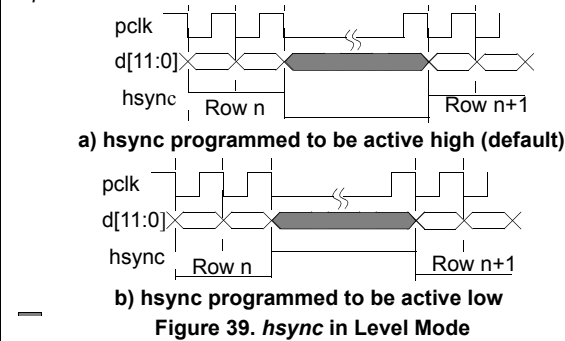 pclk
d[11:0]
hsync
Row n
Row n+1
a) hsync programmed to be active high (default)
pclk
d[11:0]
hsync
Row n
Row n+1
b) hsync programmed to be active low
Figure 39. hsync in Level Mode